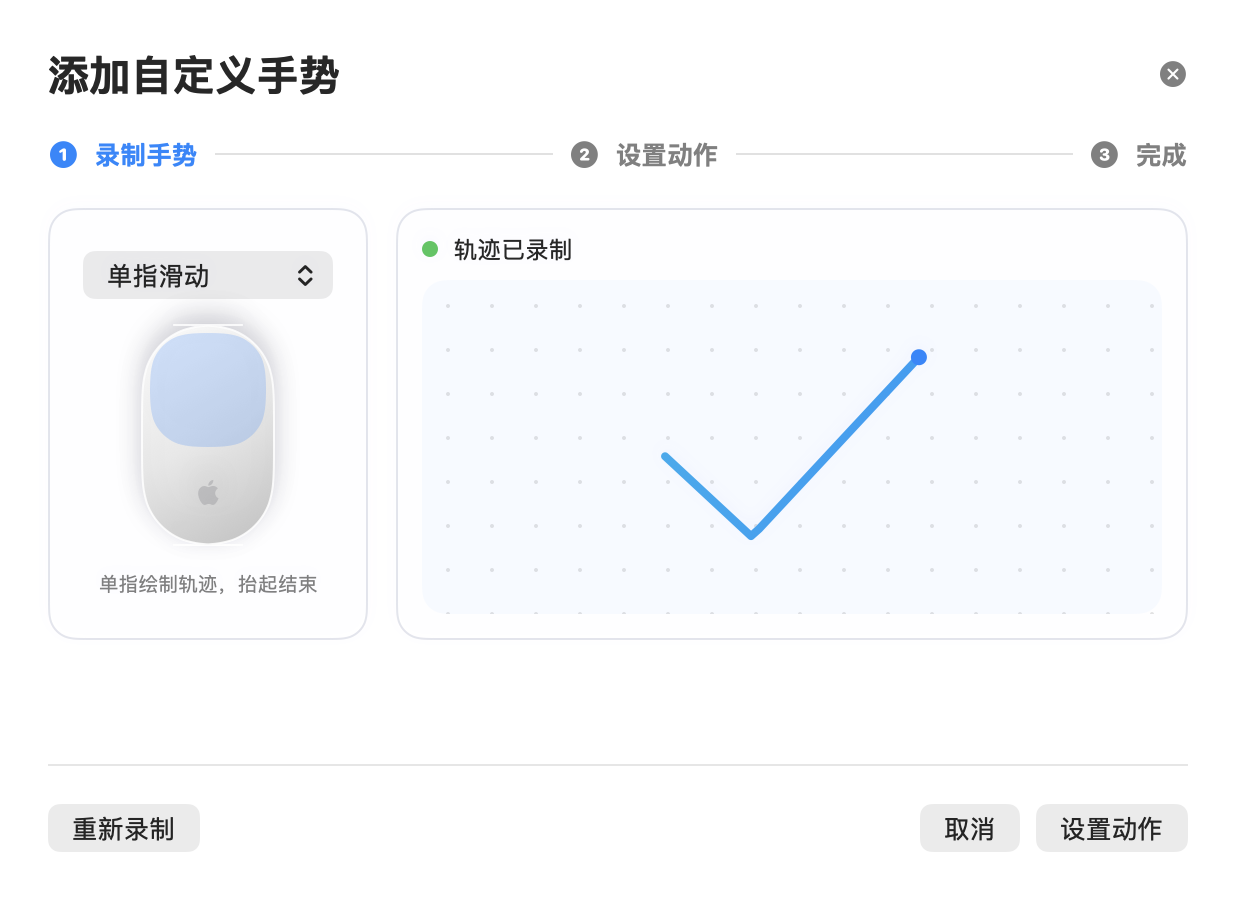 添加自定义手势
1 录制手势
2 设置动作
3 完成
单指滑动
单指绘制轨迹，抬起结束
轨迹已录制
重新录制
取消
设置动作